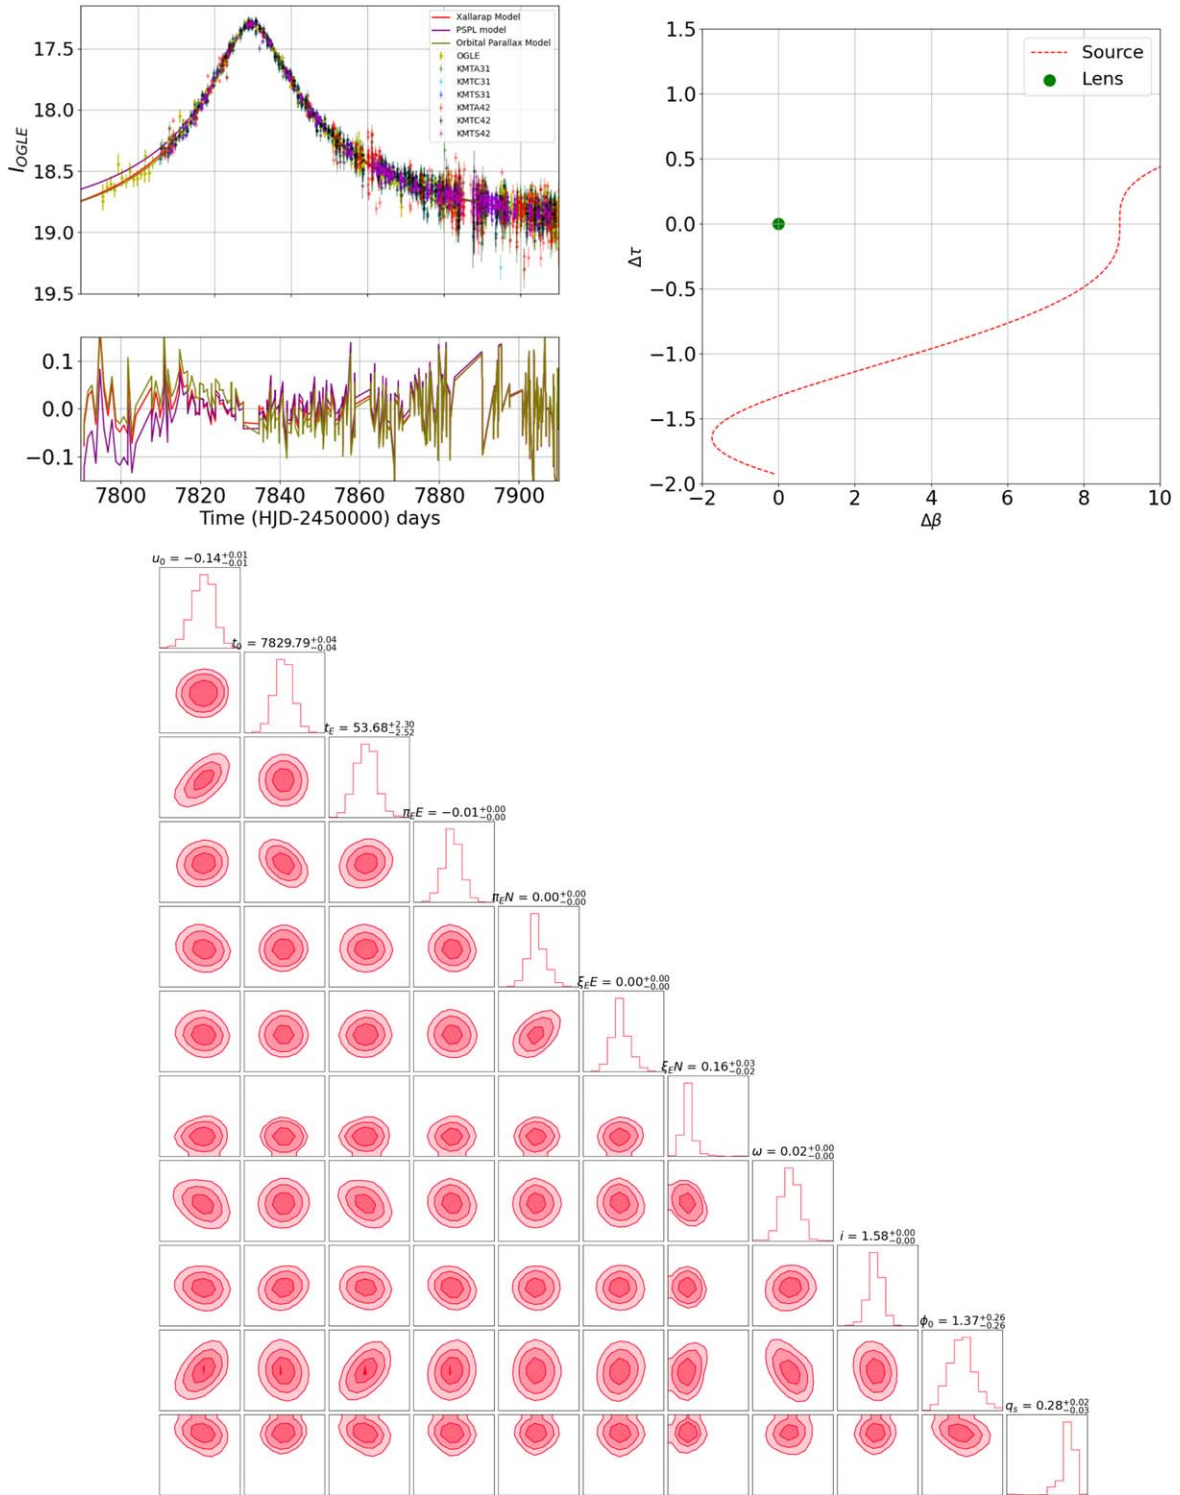 17.5
18.0
18.5
19.0
19.5
I_OGLE
Xallarap Model
PSPL model
Orbital Parallax Model
OGLE
KMTA31
KMTC31
KMTS31
KMTA42
KMTC42
KMTS42
0.1
0.0
−0.1
7800 7820 7840 7860 7880 7900
Time (HJD-2450000) days
1.5
1.0
0.5
0.0
−0.5
−1.0
−1.5
−2.0
Δτ
Source
Lens
−2 0 2 4 6 8 10
Δβ
u_0 = −0.14^{+0.01}_{−0.01}
t_0 = 7829.79^{+0.04}_{−0.04}
t_E = 53.68^{+2.30}_{−2.52}
π_E E = −0.01^{+0.00}_{−0.00}
π_E N = 0.00^{+0.00}_{−0.00}
ξ_E E = 0.00^{+0.00}_{−0.00}
ξ_E N = 0.16^{+0.03}_{−0.02}
ω = 0.02^{+0.00}_{−0.00}
i = 1.58^{+0.00}_{−0.00}
ϕ_0 = 1.37^{+0.26}_{−0.26}
q_s = 0.28^{+0.02}_{−0.03}